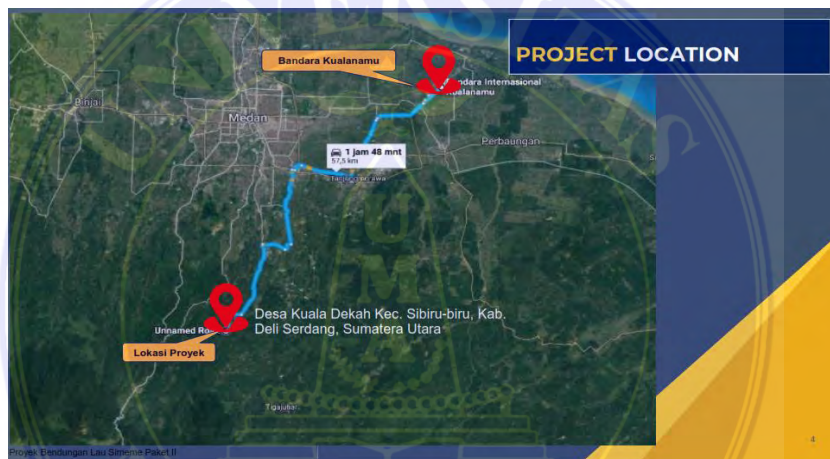 PROJECT LOCATION
Bandara Kualanamu
Bandara Internasional
Kualanamu
Binjai
Medan
1 jam 48 mnt
57,5 km
Perbaungan
Desa Kuala Dekah Kec. Sibiru-biru, Kab.
Deli Serdang, Sumatera Utara
Unnamed Ro
Lokasi Proyek
Tigajuhar
4
Proyek Bendungan Lau Simeme Paket II